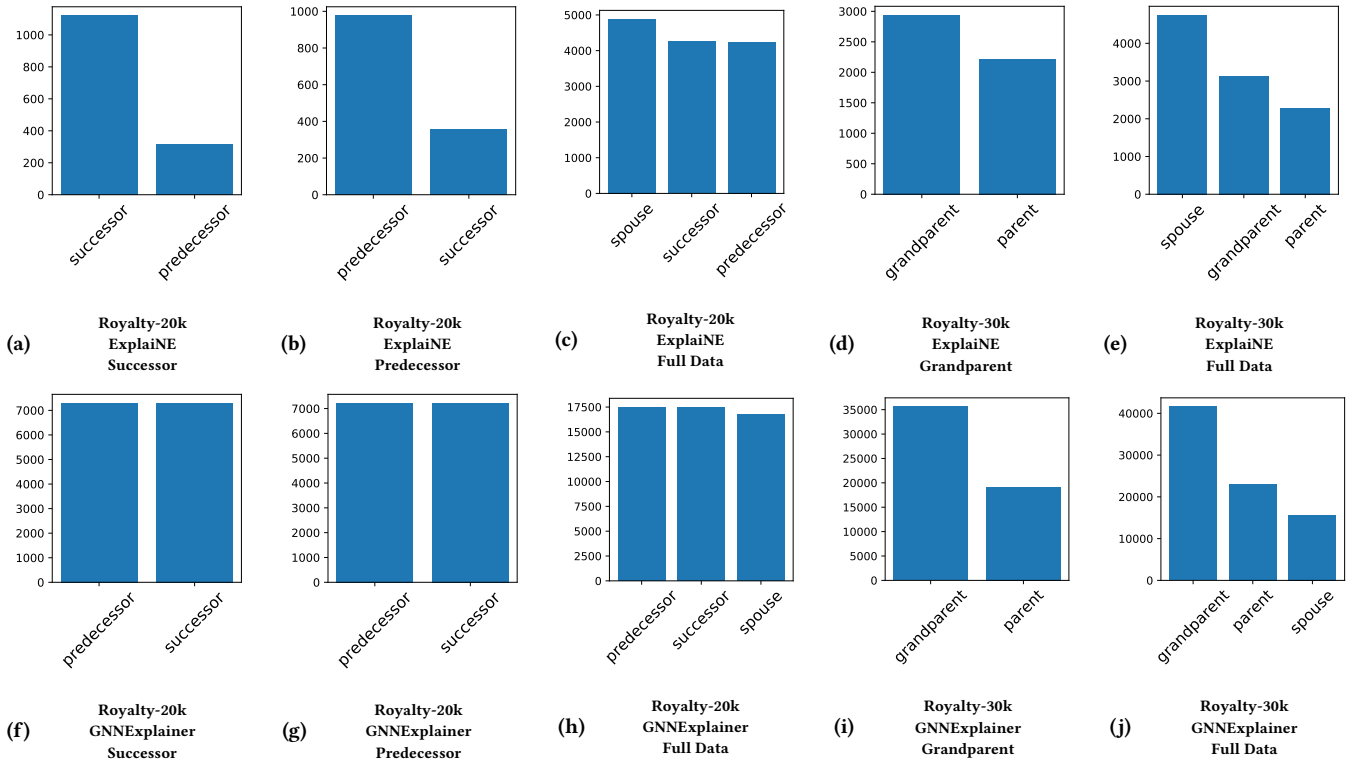 1000
800
600
400
200
0
successor
predecessor
(a)
Royalty-20k
ExplaiNE
Successor
1000
800
600
400
200
0
predecessor
successor
(b)
Royalty-20k
ExplaiNE
Predecessor
5000
4000
3000
2000
1000
0
spouse
successor
predecessor
(c)
Royalty-20k
ExplaiNE
Full Data
3000
2500
2000
1500
1000
500
0
grandparent
parent
(d)
Royalty-30k
ExplaiNE
Grandparent
4000
3000
2000
1000
0
spouse
grandparent
parent
(e)
Royalty-30k
ExplaiNE
Full Data
7000
6000
5000
4000
3000
2000
1000
0
predecessor
successor
(f)
Royalty-20k
GNNExplainer
Successor
7000
6000
5000
4000
3000
2000
1000
0
predecessor
successor
(g)
Royalty-20k
GNNExplainer
Predecessor
17500
15000
12500
10000
7500
5000
2500
0
predecessor
successor
spouse
(h)
Royalty-20k
GNNExplainer
Full Data
35000
30000
25000
20000
15000
10000
5000
0
grandparent
parent
(i)
Royalty-30k
GNNExplainer
Grandparent
40000
30000
20000
10000
0
grandparent
parent
spouse
(j)
Royalty-30k
GNNExplainer
Full Data